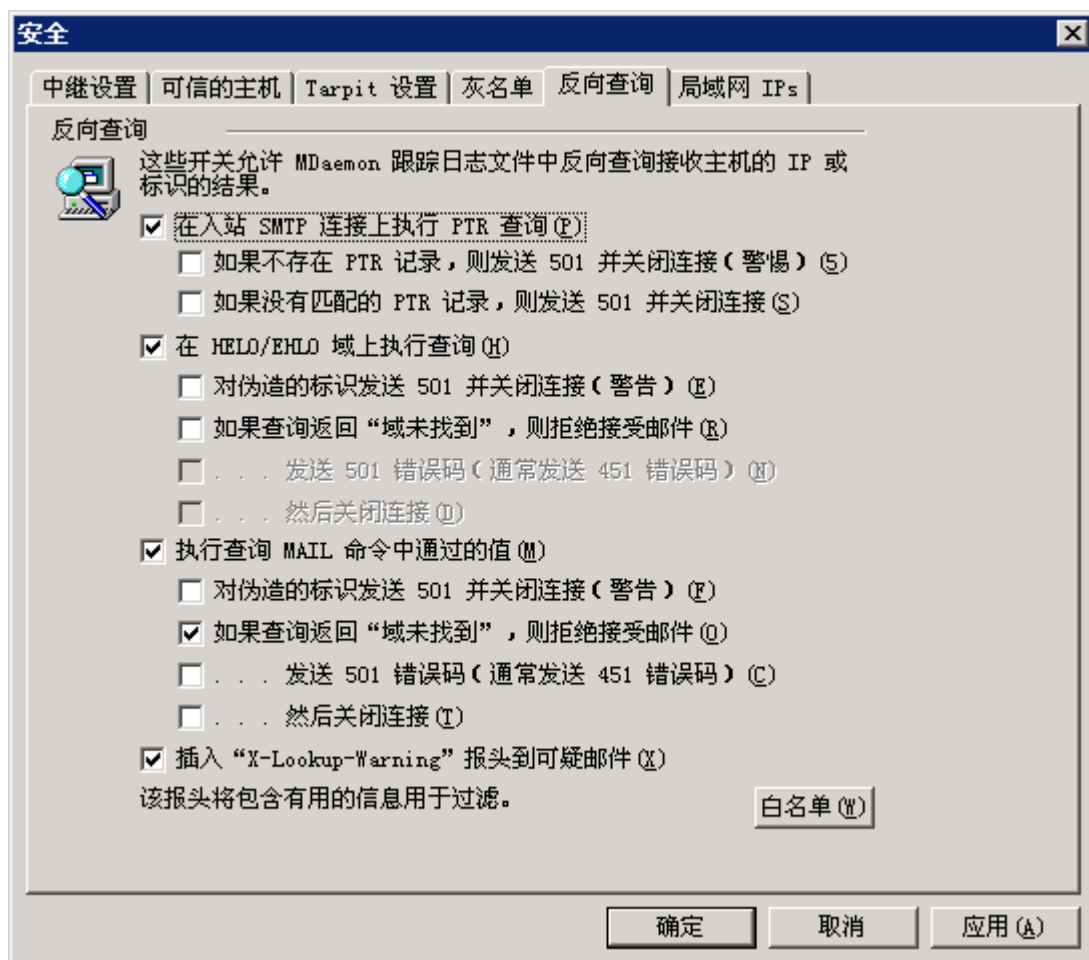 安全
中继设置 可信的主机 Tarpit 设置 灰名单 反向查询 局域网 IPs
反向查询
这些开关允许 MDaemon 跟踪日志文件中反向查询接收主机的 IP 或
标识的结果。
在入站 SMTP 连接上执行 PTR 查询(P)
如果不存在 PTR 记录,则发送 501 并关闭连接(警惕)(5)
如果没有匹配的 PTR 记录,则发送 501 并关闭连接(S)
在 HELO/EHLO 域上执行查询(H)
对伪造的标识发送 501 并关闭连接(警告)(E)
如果查询返回“域未找到”,则拒绝接受邮件(R)
. . . 发送 501 错误码(通常发送 451 错误码)(N)
. . . 然后关闭连接(D)
执行查询 MAIL 命令中通过的值(M)
对伪造的标识发送 501 并关闭连接(警告)(F)
如果查询返回“域未找到”,则拒绝接受邮件(O)
. . . 发送 501 错误码(通常发送 451 错误码)(C)
. . . 然后关闭连接(T)
插入 “X-Lookup-Warning” 报头到可疑邮件(X)
该报头将包含有用的信息用于过滤。
白名单(W)
确定 取消 应用(A)